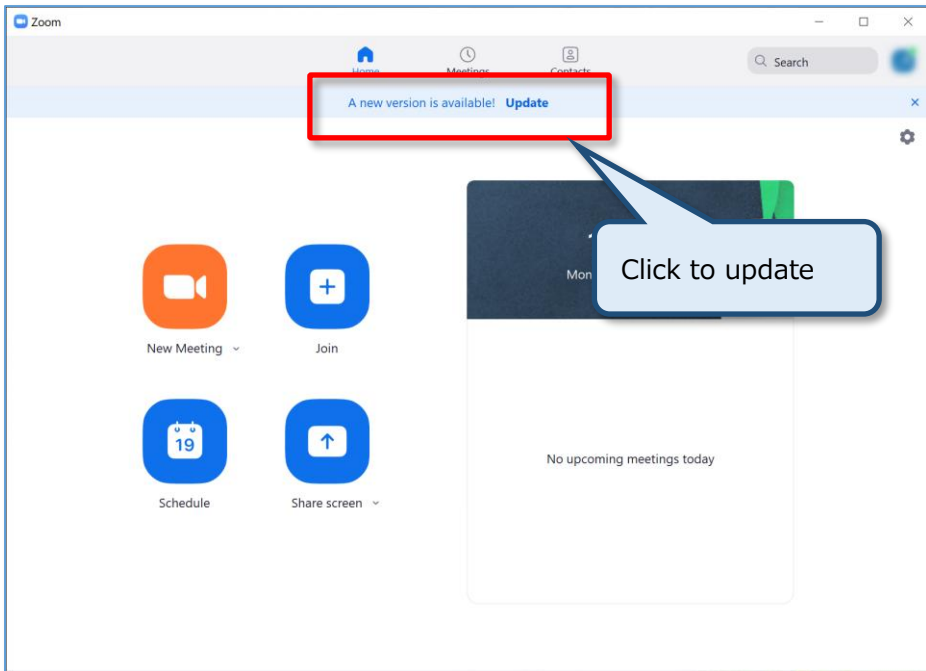 Zoom
Home Meetings Contacts
Search
A new version is available! Update
Mon
Click to update
New Meeting
Join
19
Schedule
Share screen
No upcoming meetings today